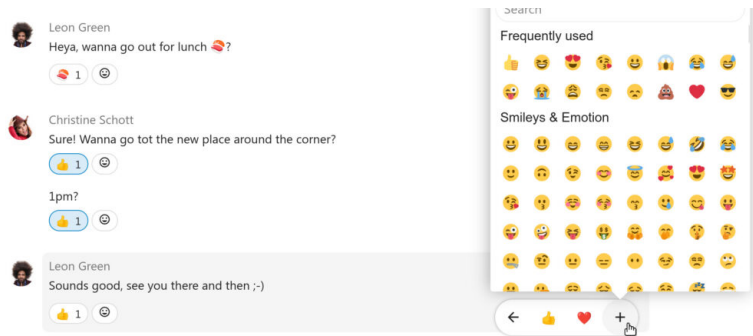 Search
Leon Green
Heya, wanna go out for lunch 🍣?
1
Christine Schott
Sure! Wanna go tot the new place around the corner?
1
1pm?
1
Leon Green
Sounds good, see you there and then ;-)
1
Frequently used
Smileys & Emotion